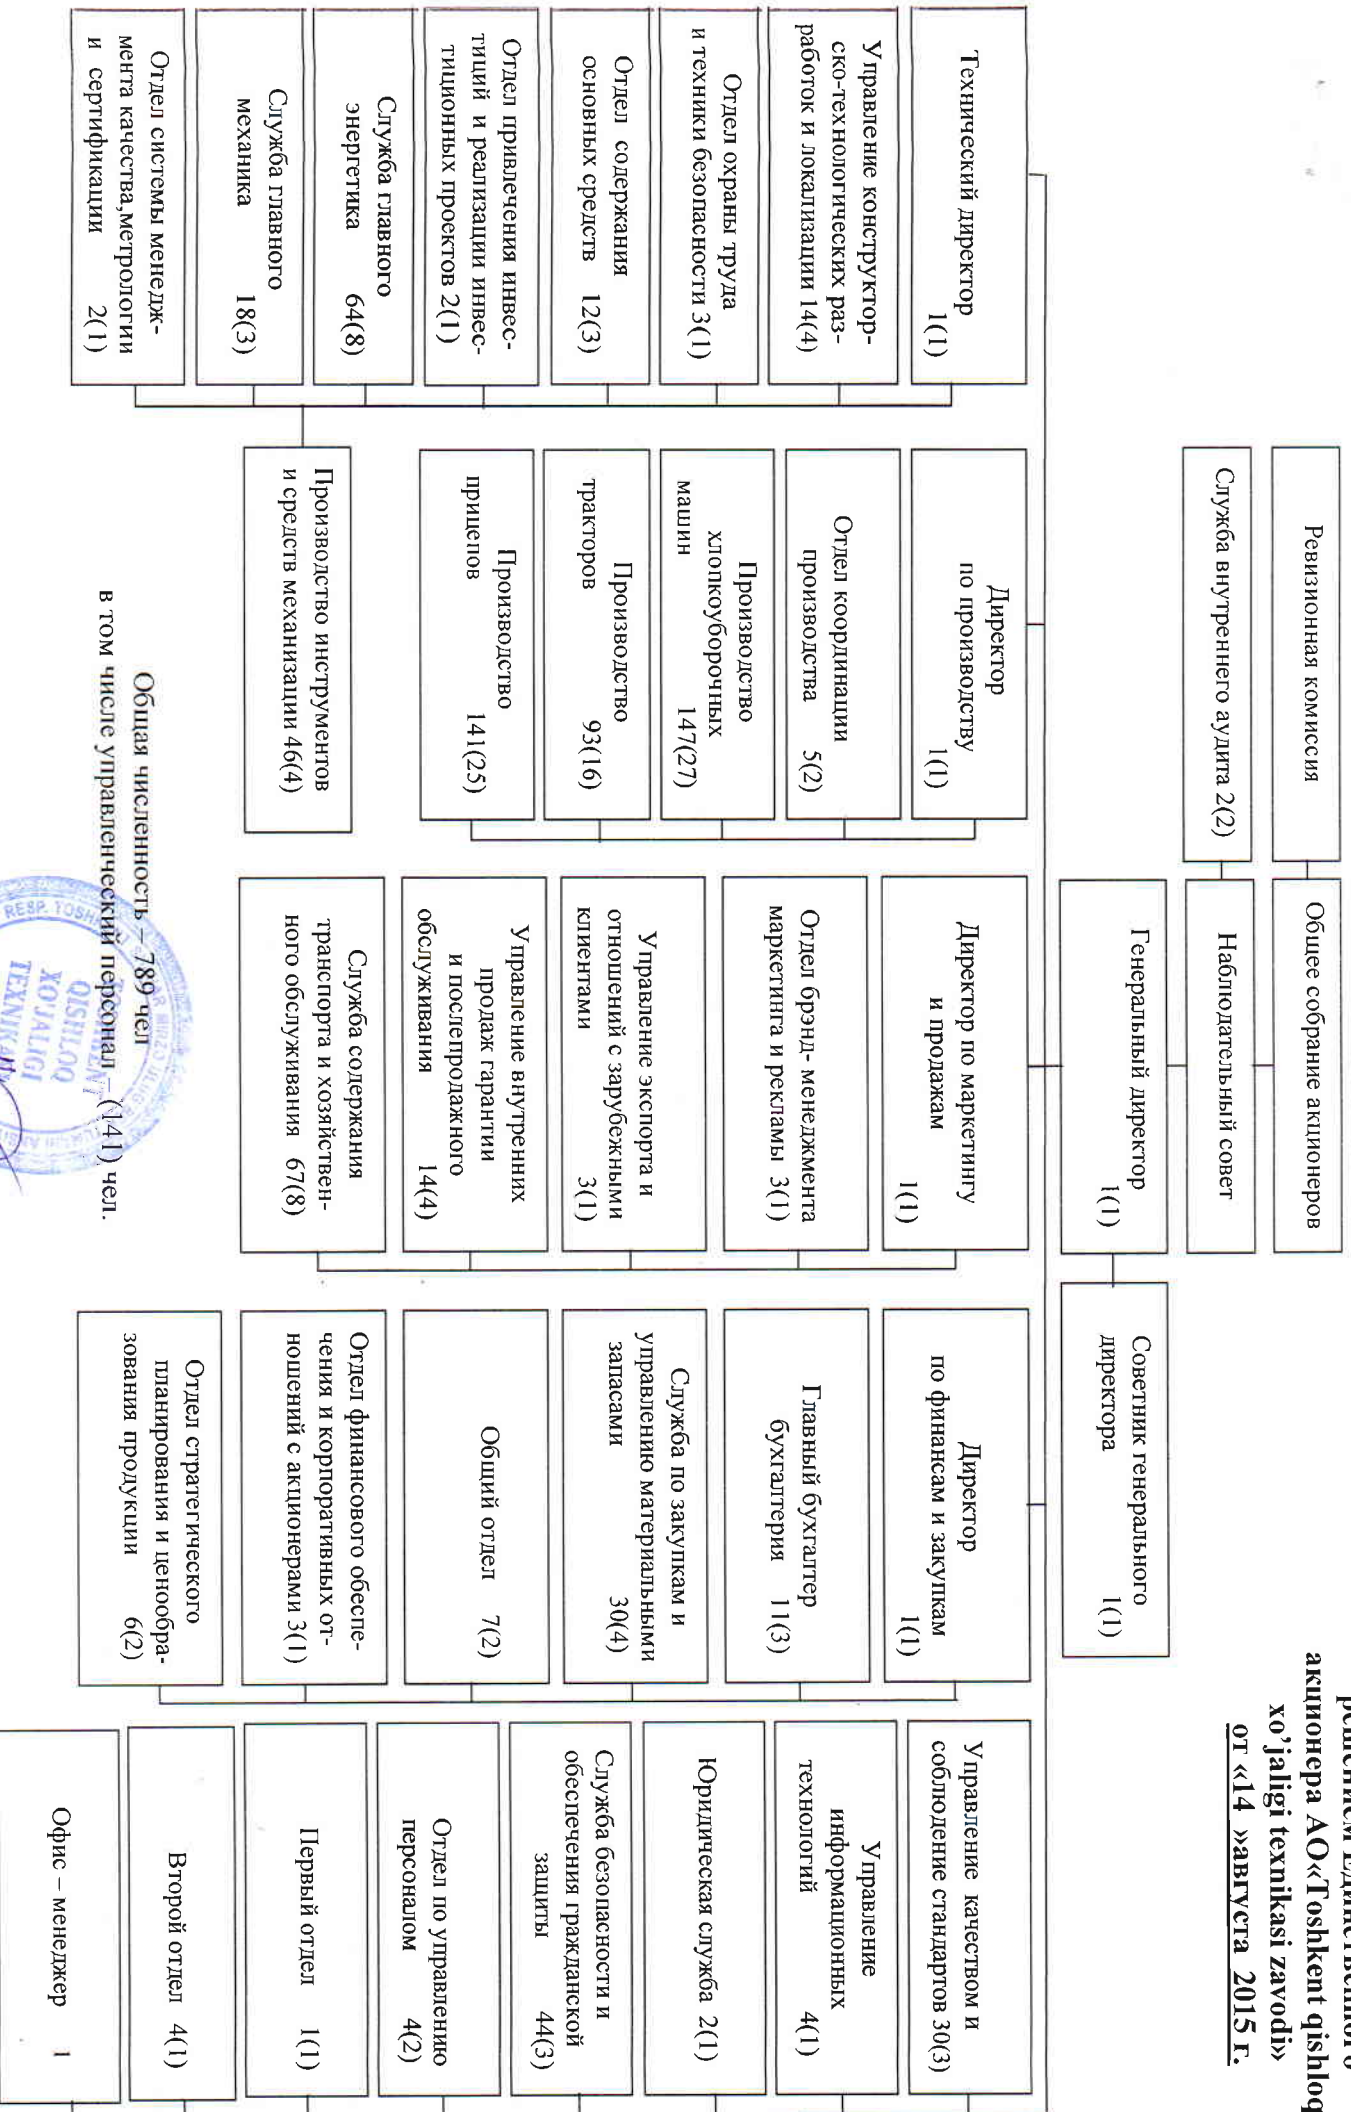 акционера АО«Toshkent qishloq
xo’jaligi texnikasi zavodi»
от «14 »августа 2015 г.
Ревизионная комиссия
Общее собрание акционеров
Служба внутреннего аудита 2(2)
Наблюдательный совет
Генеральный директор
1(1)
Советник генерального
директора 1(1)
Технический директор
1(1)
Управление конструктор-
ско-технологических раз-
работок и локализации 14(4)
Отдел охраны труда
и техники безопасности 3(1)
Отдел содержания
основных средств 12(3)
Отдел привлечения инвес-
тиций и реализации инвес-
тиционных проектов 2(1)
Служба главного
энергетика 64(8)
Служба главного
механика 18(3)
Отдел системы менедж-
мента качества,метрологии
и сертификации 2(1)
Директор
по производству
1(1)
Отдел координации
производства 5(2)
Производство
хлопкоуборочных
машин 147(27)
Производство
тракторов 93(16)
Производство
прицепов 141(25)
Производство инструментов
и средств механизации 46(4)
Директор по маркетингу
и продажам
1(1)
Отдел брэнд- менеджмента
маркетинга и рекламы 3(1)
Управление экспорта и
отношений с зарубежными
клиентами 3(1)
Управление внутренних
продаж гарантии
и послепродажного
обслуживания 14(4)
Служба содержания
транспорта и хозяйствен-
ного обслуживания 67(8)
Директор
по финансам и закупкам
1(1)
Главный бухгалтер
бухгалтерия 11(3)
Служба по закупкам и
управлению материальными
запасами 30(4)
Общий отдел 7(2)
Отдел финансового обеспе-
чения и корпоративных от-
ношений с акционерами 3(1)
Отдел стратегического
планирования и ценообра-
зования продукции 6(2)
Управление качеством и
соблюдение стандартов 30(3)
Управление
информационных
технологий 4(1)
Юридическая служба 2(1)
Служба безопасности и
обеспечения гражданской
защиты 44(3)
Отдел по управлению
персоналом 4(2)
Первый отдел 1(1)
Второй отдел 4(1)
Офис – менеджер 1
Общая численность – 789 чел
в том числе управленческий персонал – (141) чел.
QISHLOQ
XO'JALIGI